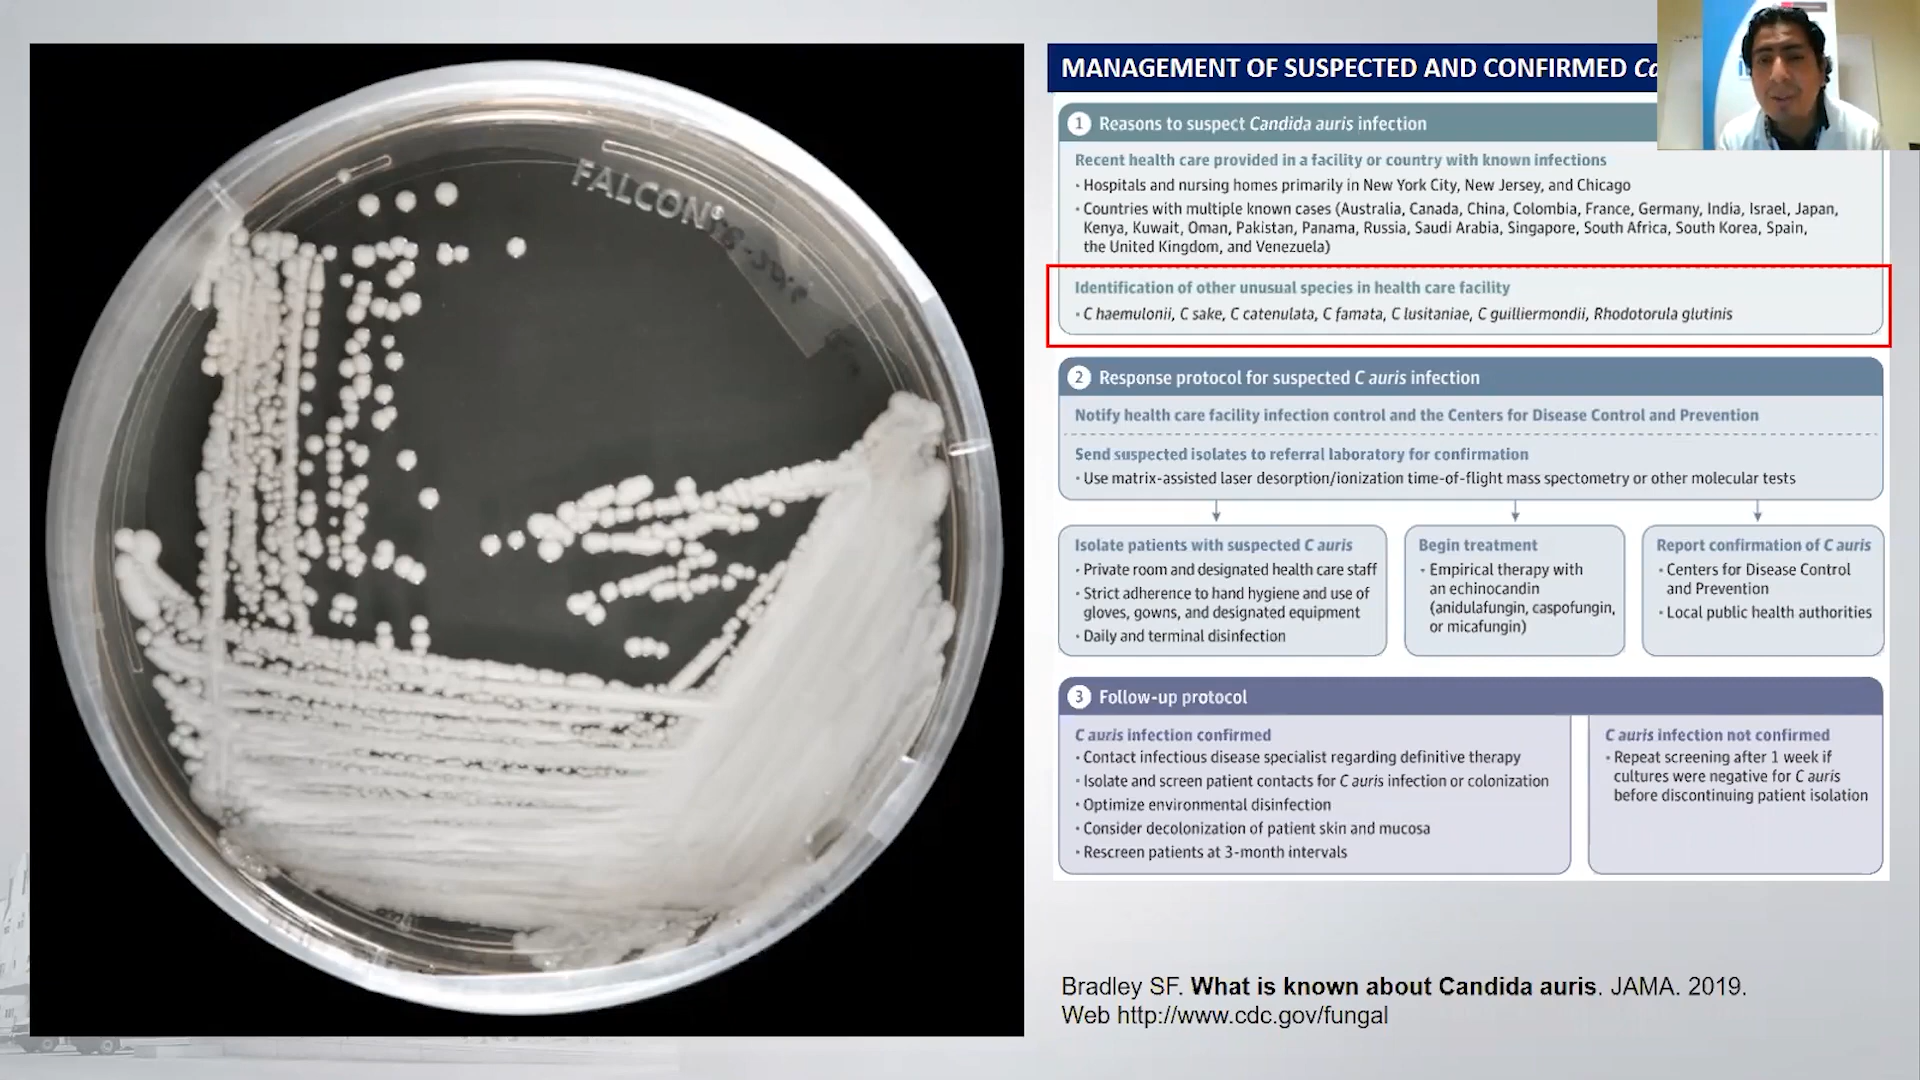 FALCON®
MANAGEMENT OF SUSPECTED AND CONFIRMED
1 Reasons to suspect Candida auris infection
Recent health care provided in a facility or country with known infections
· Hospitals and nursing homes primarily in New York City, New Jersey, and Chicago
· Countries with multiple known cases (Australia, Canada, China, Colombia, France, Germany, India, Israel, Japan,
Kenya, Kuwait, Oman, Pakistan, Panama, Russia, Saudi Arabia, Singapore, South Africa, South Korea, Spain,
the United Kingdom, and Venezuela)
Identification of other unusual species in health care facility
· C haemulonii, C sake, C catenulata, C famata, C lusitaniae, C guilliermondii, Rhodotorula glutinis
2 Response protocol for suspected C auris infection
Notify health care facility infection control and the Centers for Disease Control and Prevention
Send suspected isolates to referral laboratory for confirmation
· Use matrix-assisted laser desorption/ionization time-of-flight mass spectometry or other molecular tests
Isolate patients with suspected C auris
· Private room and designated health care staff
· Strict adherence to hand hygiene and use of
gloves, gowns, and designated equipment
· Daily and terminal disinfection
Begin treatment
· Empirical therapy with
an echinocandin
(anidulafungin, caspofungin,
or micafungin)
Report confirmation of C auris
· Centers for Disease Control
and Prevention
· Local public health authorities
3 Follow-up protocol
C auris infection confirmed
· Contact infectious disease specialist regarding definitive therapy
· Isolate and screen patient contacts for C auris infection or colonization
· Optimize environmental disinfection
· Consider decolonization of patient skin and mucosa
· Rescreen patients at 3-month intervals
C auris infection not confirmed
· Repeat screening after 1 week if
cultures were negative for C auris
before discontinuing patient isolation
Bradley SF. What is known about Candida auris. JAMA. 2019.
Web http://www.cdc.gov/fungal